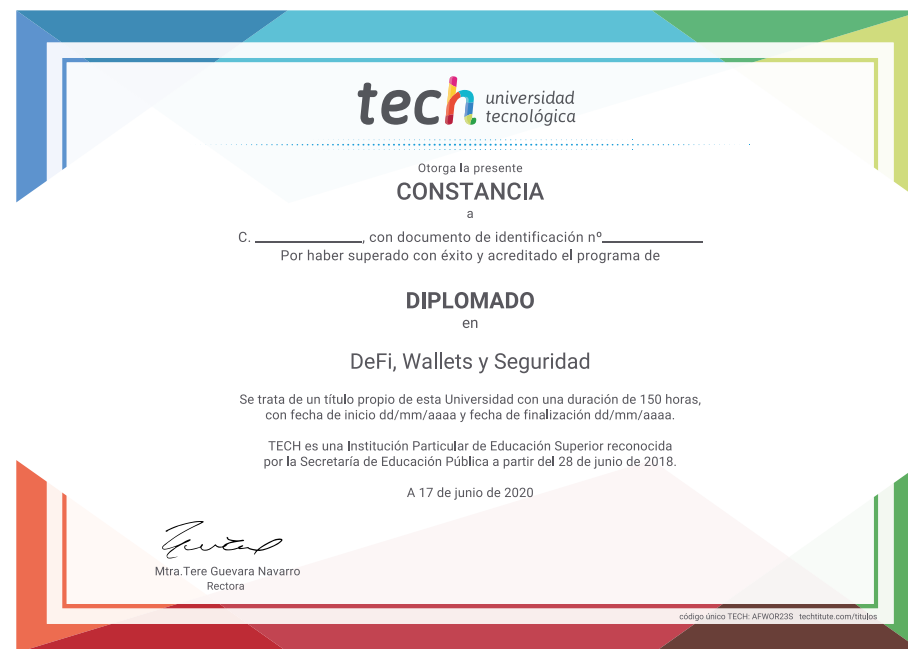 tech universidad
tecnológica
Otorga la presente
CONSTANCIA
a
C. ____________, con documento de identificación nº____________
Por haber superado con éxito y acreditado el programa de
DIPLOMADO
en
DeFi, Wallets y Seguridad
Se trata de un título propio de esta Universidad con una duración de 150 horas,
con fecha de inicio dd/mm/aaaa y fecha de finalización dd/mm/aaaa.
TECH es una Institución Particular de Educación Superior reconocida
por la Secretaría de Educación Pública a partir del 28 de junio de 2018.
A 17 de junio de 2020
Mtra.Tere Guevara Navarro
Rectora
código único TECH: AFWOR23S techtitute.com/titulos